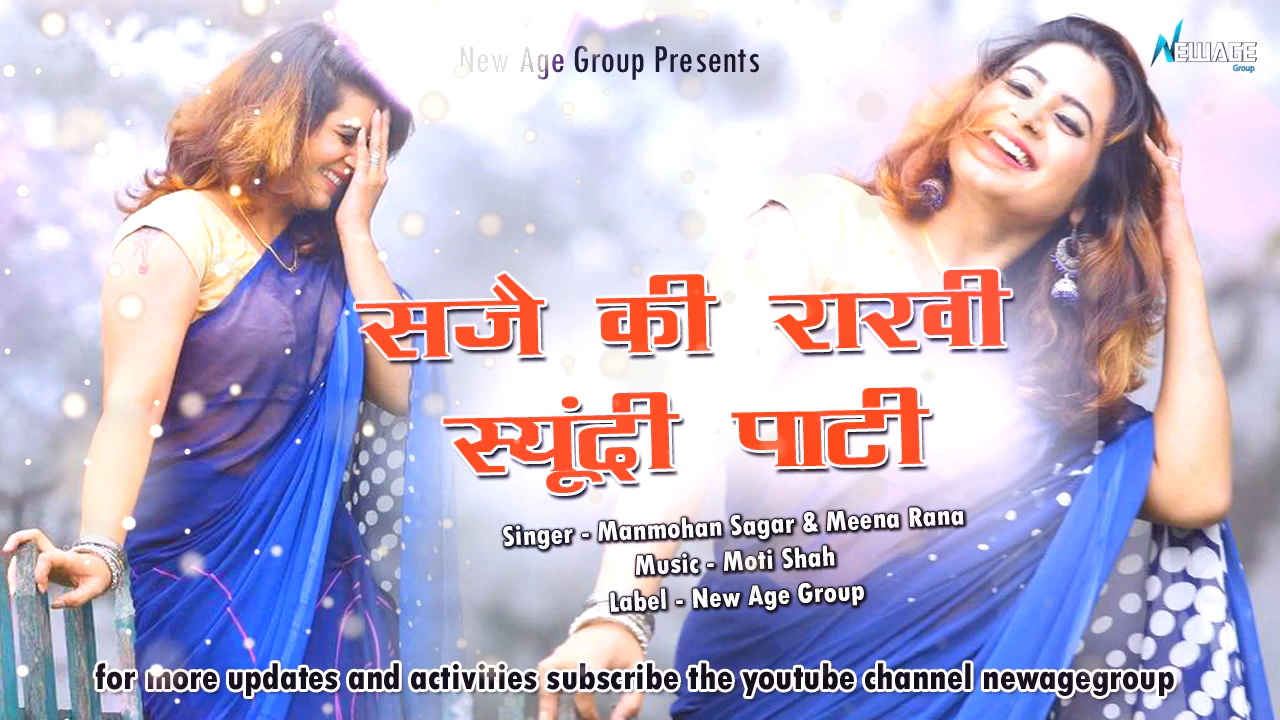 New Age Group Presents
NEWAGE
Group
सजे की राखी
स्यूंदी पाटी
Singer - Manmohan Sagar & Meena Rana
Music - Moti Shah
Label - New Age Group
for more updates and activities subscribe the youtube channel newagegroup